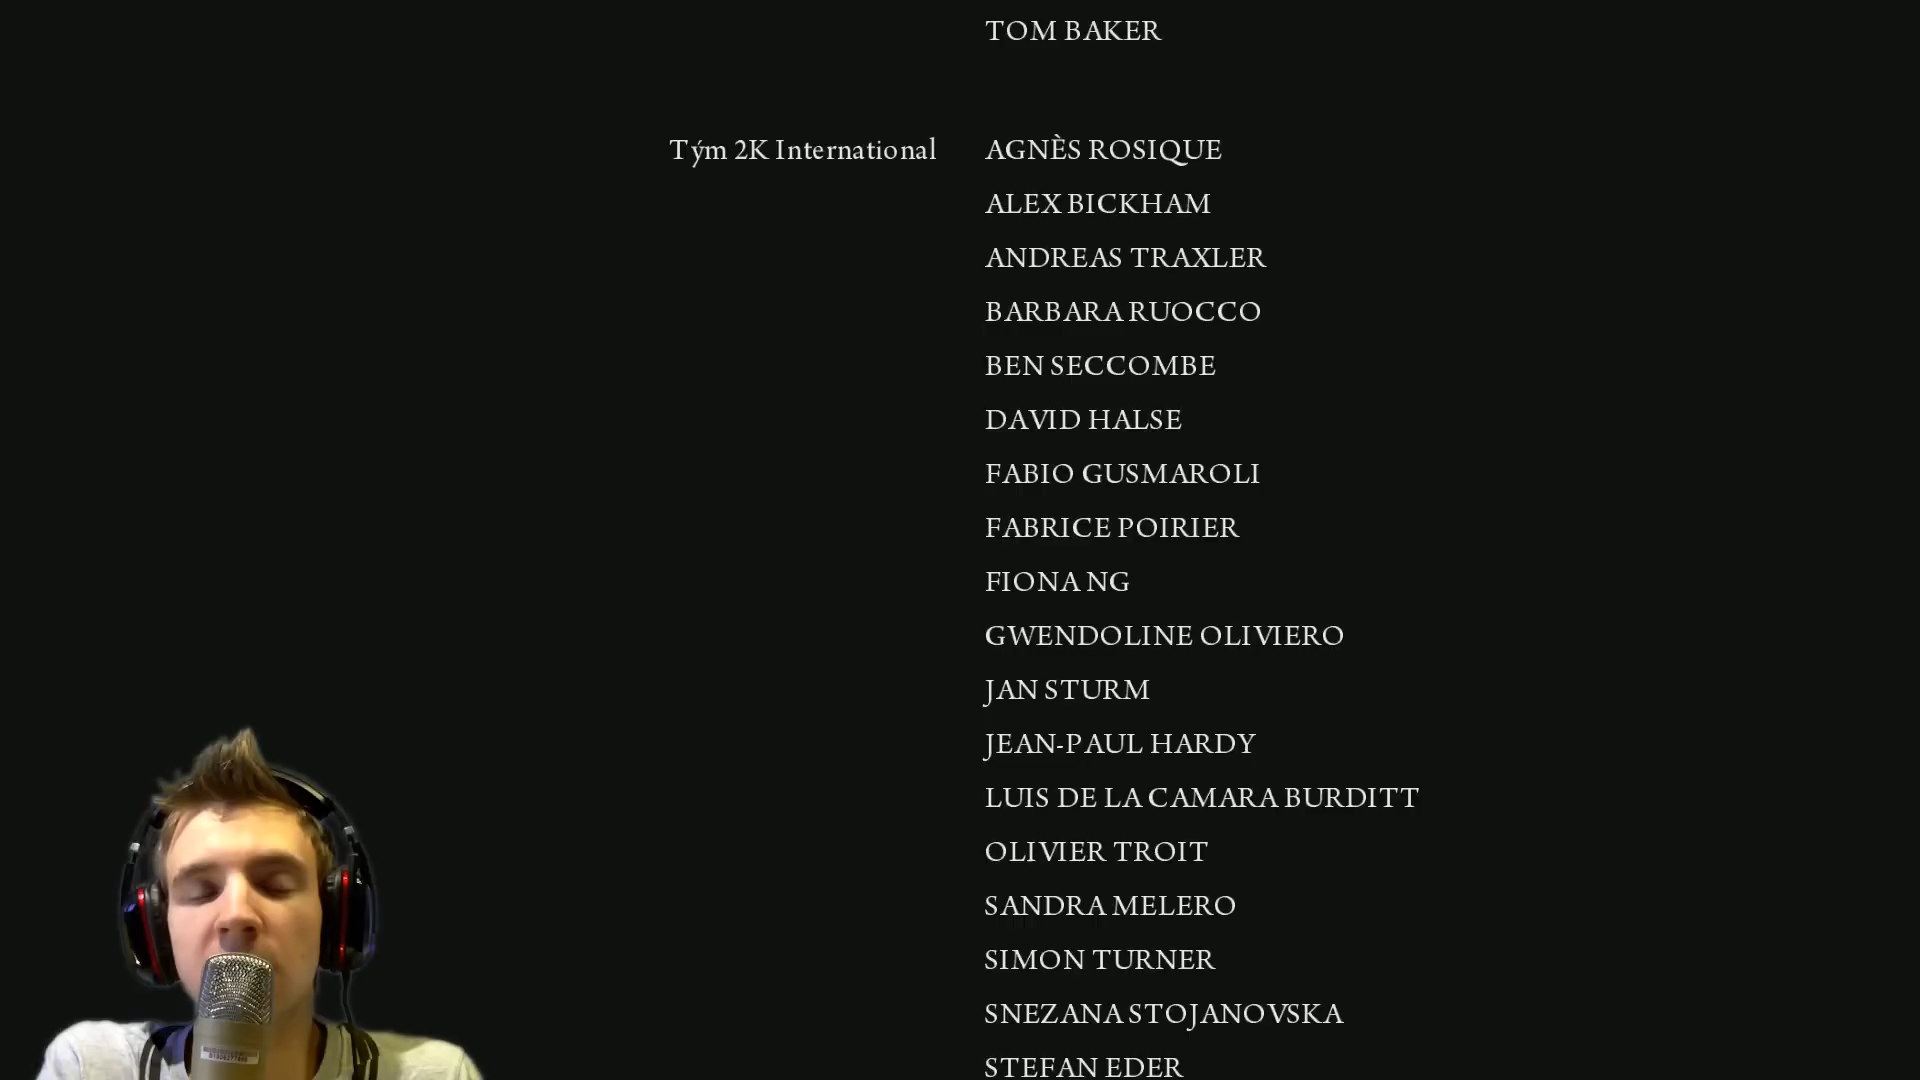 TOM BAKER
Tým 2K International AGNÈS ROSIQUE
ALEX BICKHAM
ANDREAS TRAXLER
BARBARA RUOCCO
BEN SECCOMBE
DAVID HALSE
FABIO GUSMAROLI
FABRICE POIRIER
FIONA NG
GWENDOLINE OLIVIERO
JAN STURM
JEAN-PAUL HARDY
LUIS DE LA CAMARA BURDITT
OLIVIER TROIT
SANDRA MELERO
SIMON TURNER
SNEZANA STOJANOVSKA
STEFAN EDER